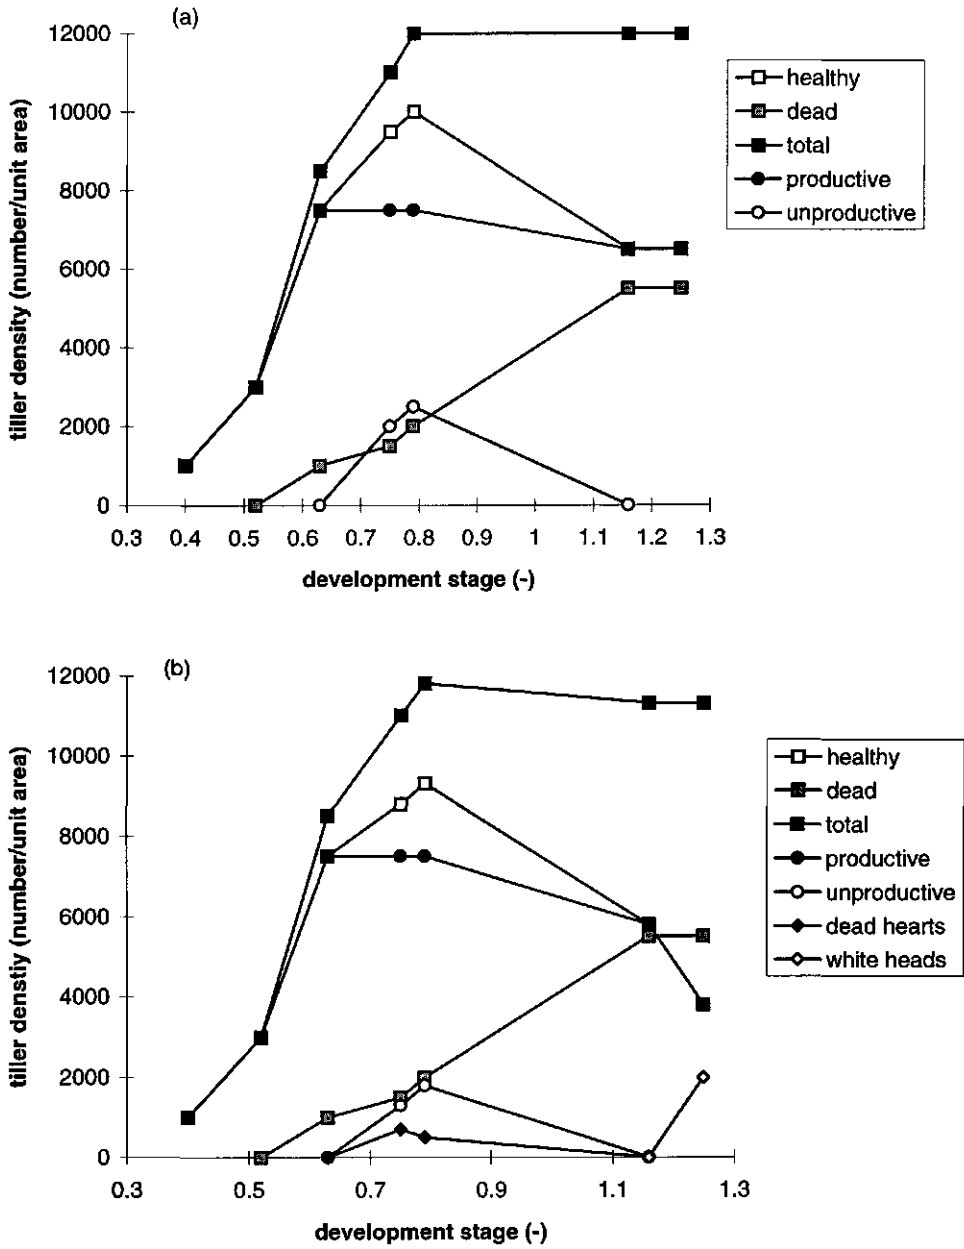 (a)
12000
10000
8000
6000
4000
2000
0
tiller density (number/unit area)
0.3 0.4 0.5 0.6 0.7 0.8 0.9 1 1.1 1.2 1.3
development stage (-)
healthy
dead
total
productive
unproductive
(b)
12000
10000
8000
6000
4000
2000
0
tiller denstiy (number/unit area)
0.3 0.5 0.7 0.9 1.1 1.3
development stage (-)
healthy
dead
total
productive
unproductive
dead hearts
white heads